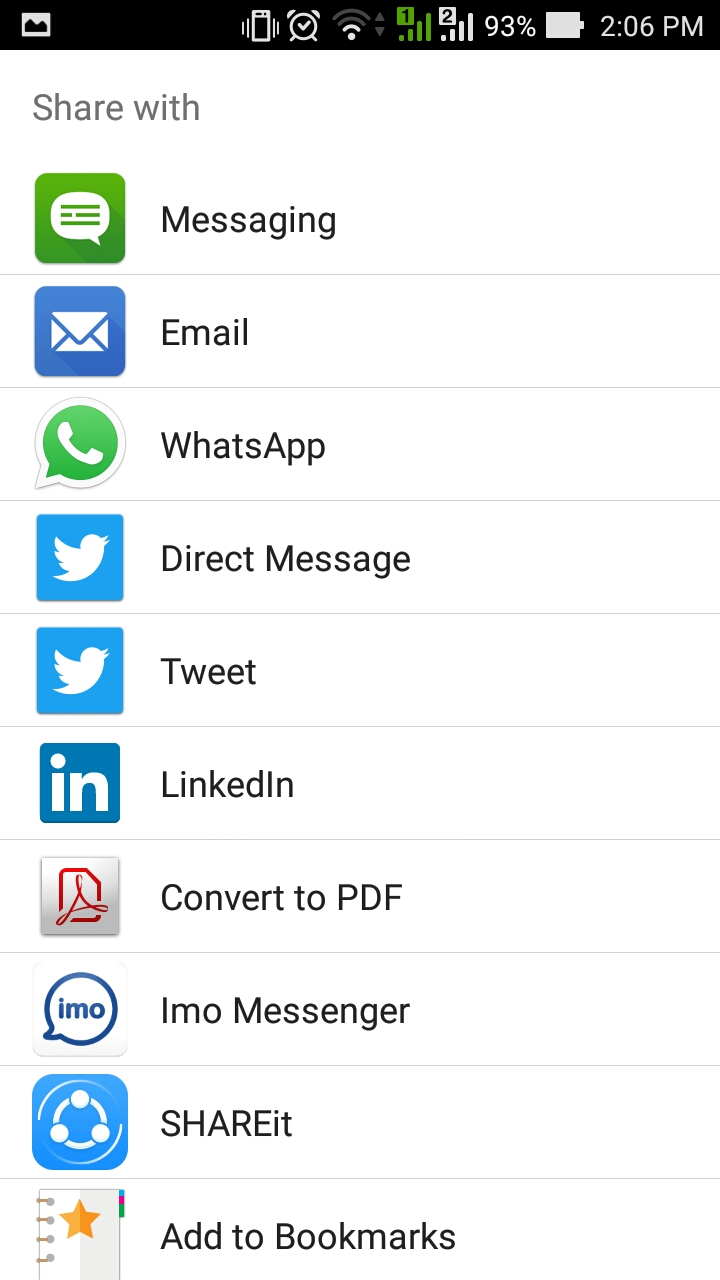 1 2 93% 2:06 PM
Share with
Messaging
Email
WhatsApp
Direct Message
Tweet
in LinkedIn
Convert to PDF
imo Imo Messenger
SHAREit
Add to Bookmarks